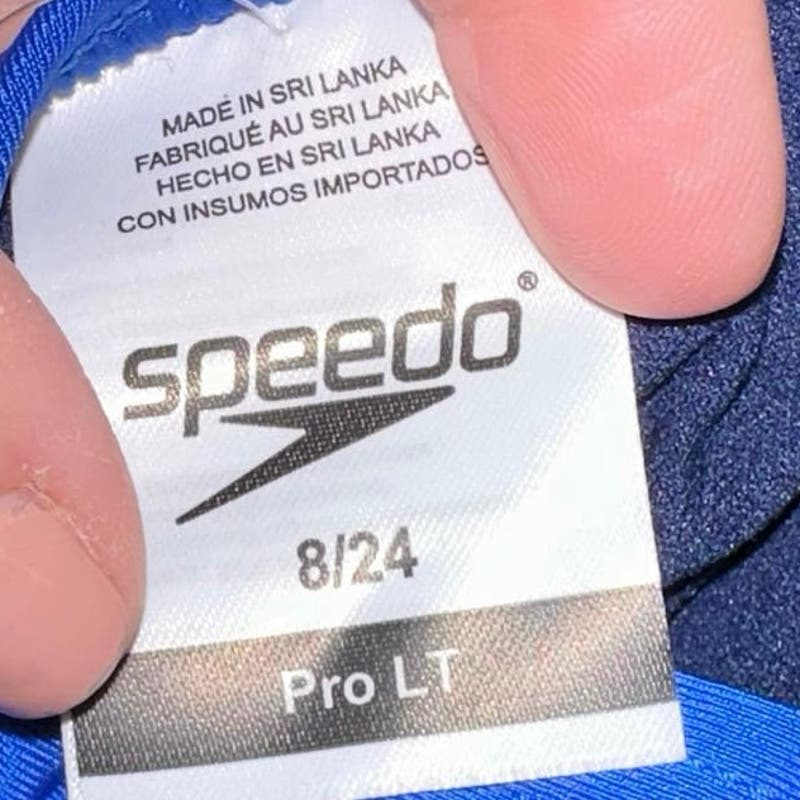 MADE IN SRI LANKA
FABRIQUÉ AU SRI LANKA
HECHO EN SRI LANKA
CON INSUMOS IMPORTADOS
speedo®
8/24
Pro LT